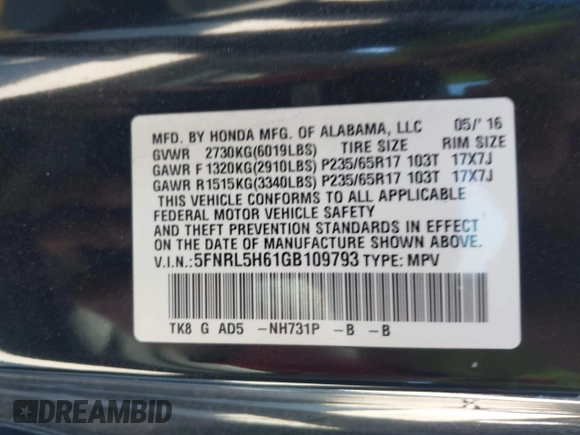 MFD. BY HONDA MFG. OF ALABAMA, LLC 05/' 16
GVWR 2730KG(6019LBS) TIRE SIZE RIM SIZE
GAWR F1320KG(2910LBS) P235/65R17 103T 17X7J
GAWR R1515KG(3340LBS) P235/65R17 103T 17X7J
THIS VEHICLE CONFORMS TO ALL APPLICABLE
FEDERAL MOTOR VEHICLE SAFETY
AND THEFT PREVENTION STANDARDS IN EFFECT
ON THE DATE OF MANUFACTURE SHOWN ABOVE.
V.I.N.:5FNRL5H61GB109793 TYPE: MPV
TK8 G AD5 -NH731P -B -B
DREAMBID